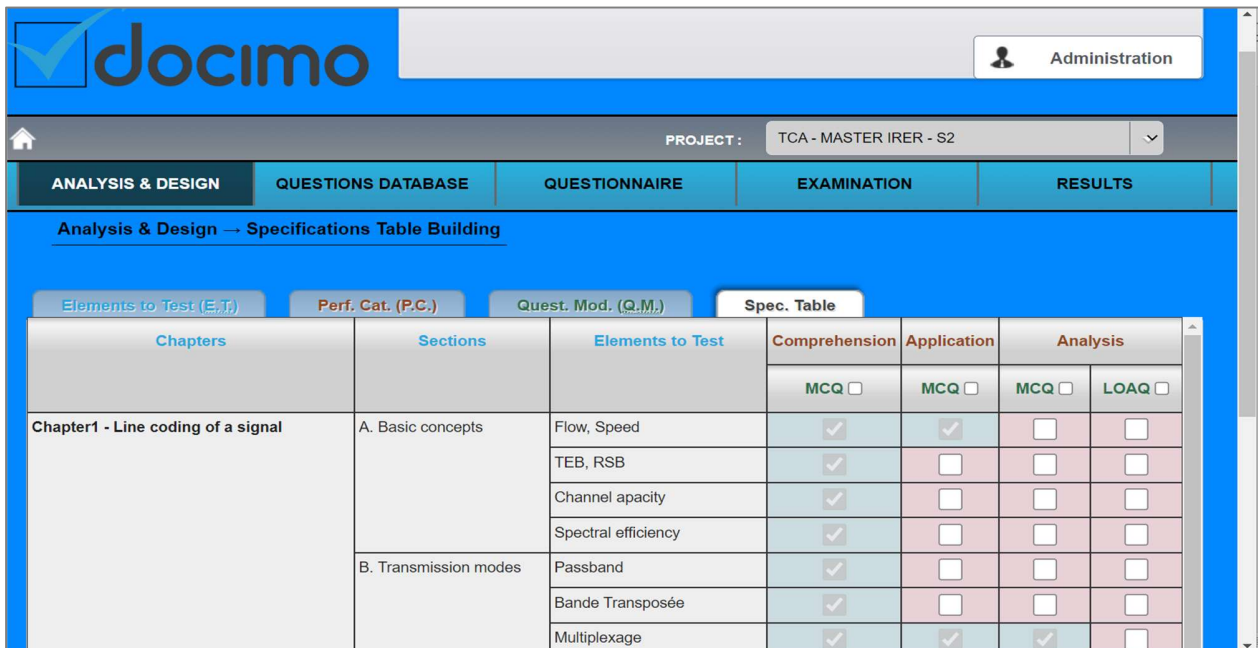 docimo
Administration
PROJECT :
TCA - MASTER IRER - S2
ANALYSIS & DESIGN
QUESTIONS DATABASE
QUESTIONNAIRE
EXAMINATION
RESULTS
Analysis & Design → Specifications Table Building
Elements to Test (E.T.)
Perf. Cat. (P.C.)
Quest. Mod. (Q.M.)
Spec. Table
Chapters
Sections
Elements to Test
Comprehension
Application
Analysis
MCQ
MCQ
MCQ
LOAQ
Chapter1 - Line coding of a signal
A. Basic concepts
Flow, Speed
TEB, RSB
Channel apacity
Spectral efficiency
B. Transmission modes
Passband
Bande Transposée
Multiplexage